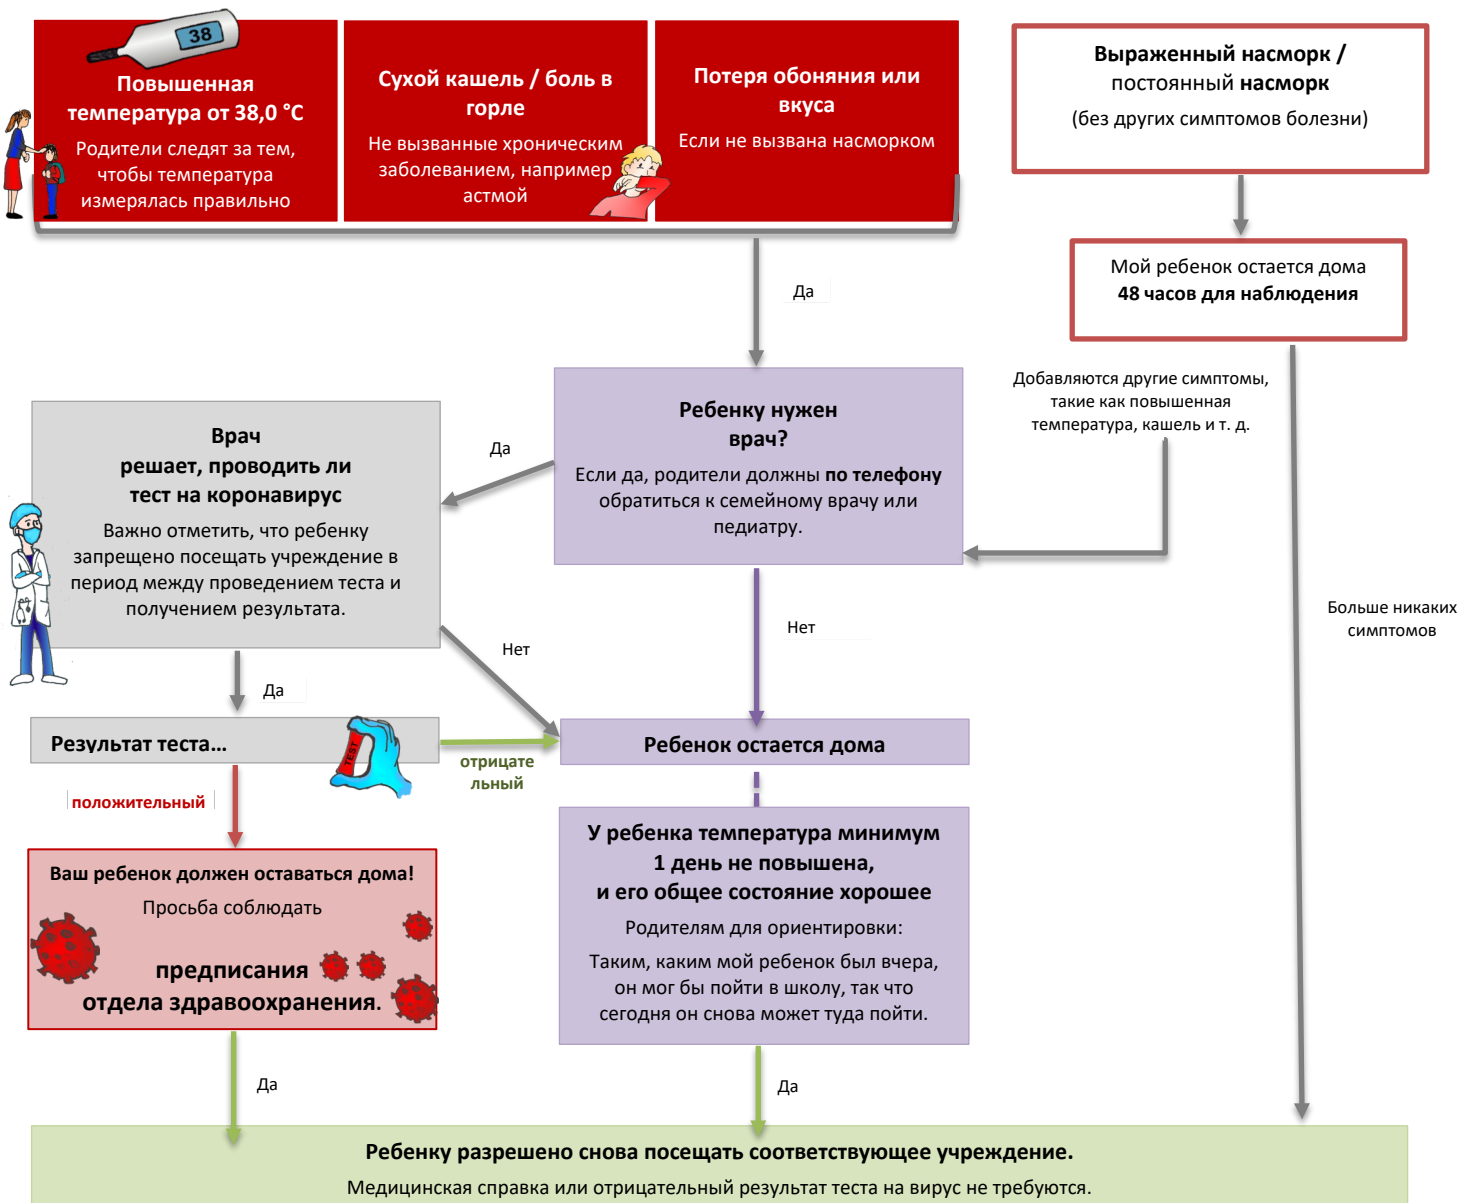 38
Повышенная
температура от 38,0 °C
Родители следят за тем,
чтобы температура
измерялась правильно
Сухой кашель / боль в
горле
Не вызванные хроническим
заболеванием, например
астмой
Потеря обоняния или
вкуса
Если не вызвана насморком
Выраженный насморк /
постоянный насморк
(без других симптомов болезни)
Мой ребенок остается дома
48 часов для наблюдения
Да
Добавляются другие симптомы,
такие как повышенная
температура, кашель и т. д.
Ребенку нужен
врач?
Если да, родители должны по телефону
обратиться к семейному врачу или
педиатру.
Да
Врач
решает, проводить ли
тест на коронавирус
Важно отметить, что ребенку
запрещено посещать учреждение в
период между проведением теста и
получением результата.
Больше никаких
симптомов
Нет
Нет
Да
Результат теста…
TEST
отрицате
льный
Ребенок остается дома
положительный
У ребенка температура минимум
1 день не повышена,
и его общее состояние хорошее
Родителям для ориентировки:
Таким, каким мой ребенок был вчера,
он мог бы пойти в школу, так что
сегодня он снова может туда пойти.
Ваш ребенок должен оставаться дома!
Просьба соблюдать
предписания
отдела здравоохранения.
Да
Да
Ребенку разрешено снова посещать соответствующее учреждение.
Медицинская справка или отрицательный результат теста на вирус не требуются.